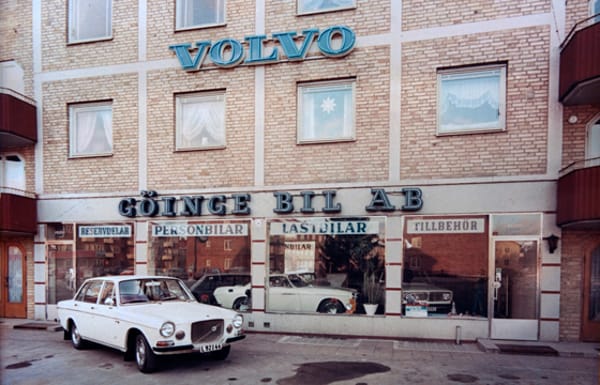 VOLVO
GÖINGE BIL AB
RESERVDELAR
PERSONBILAR
LASTBILAR
TILLBEHÖR